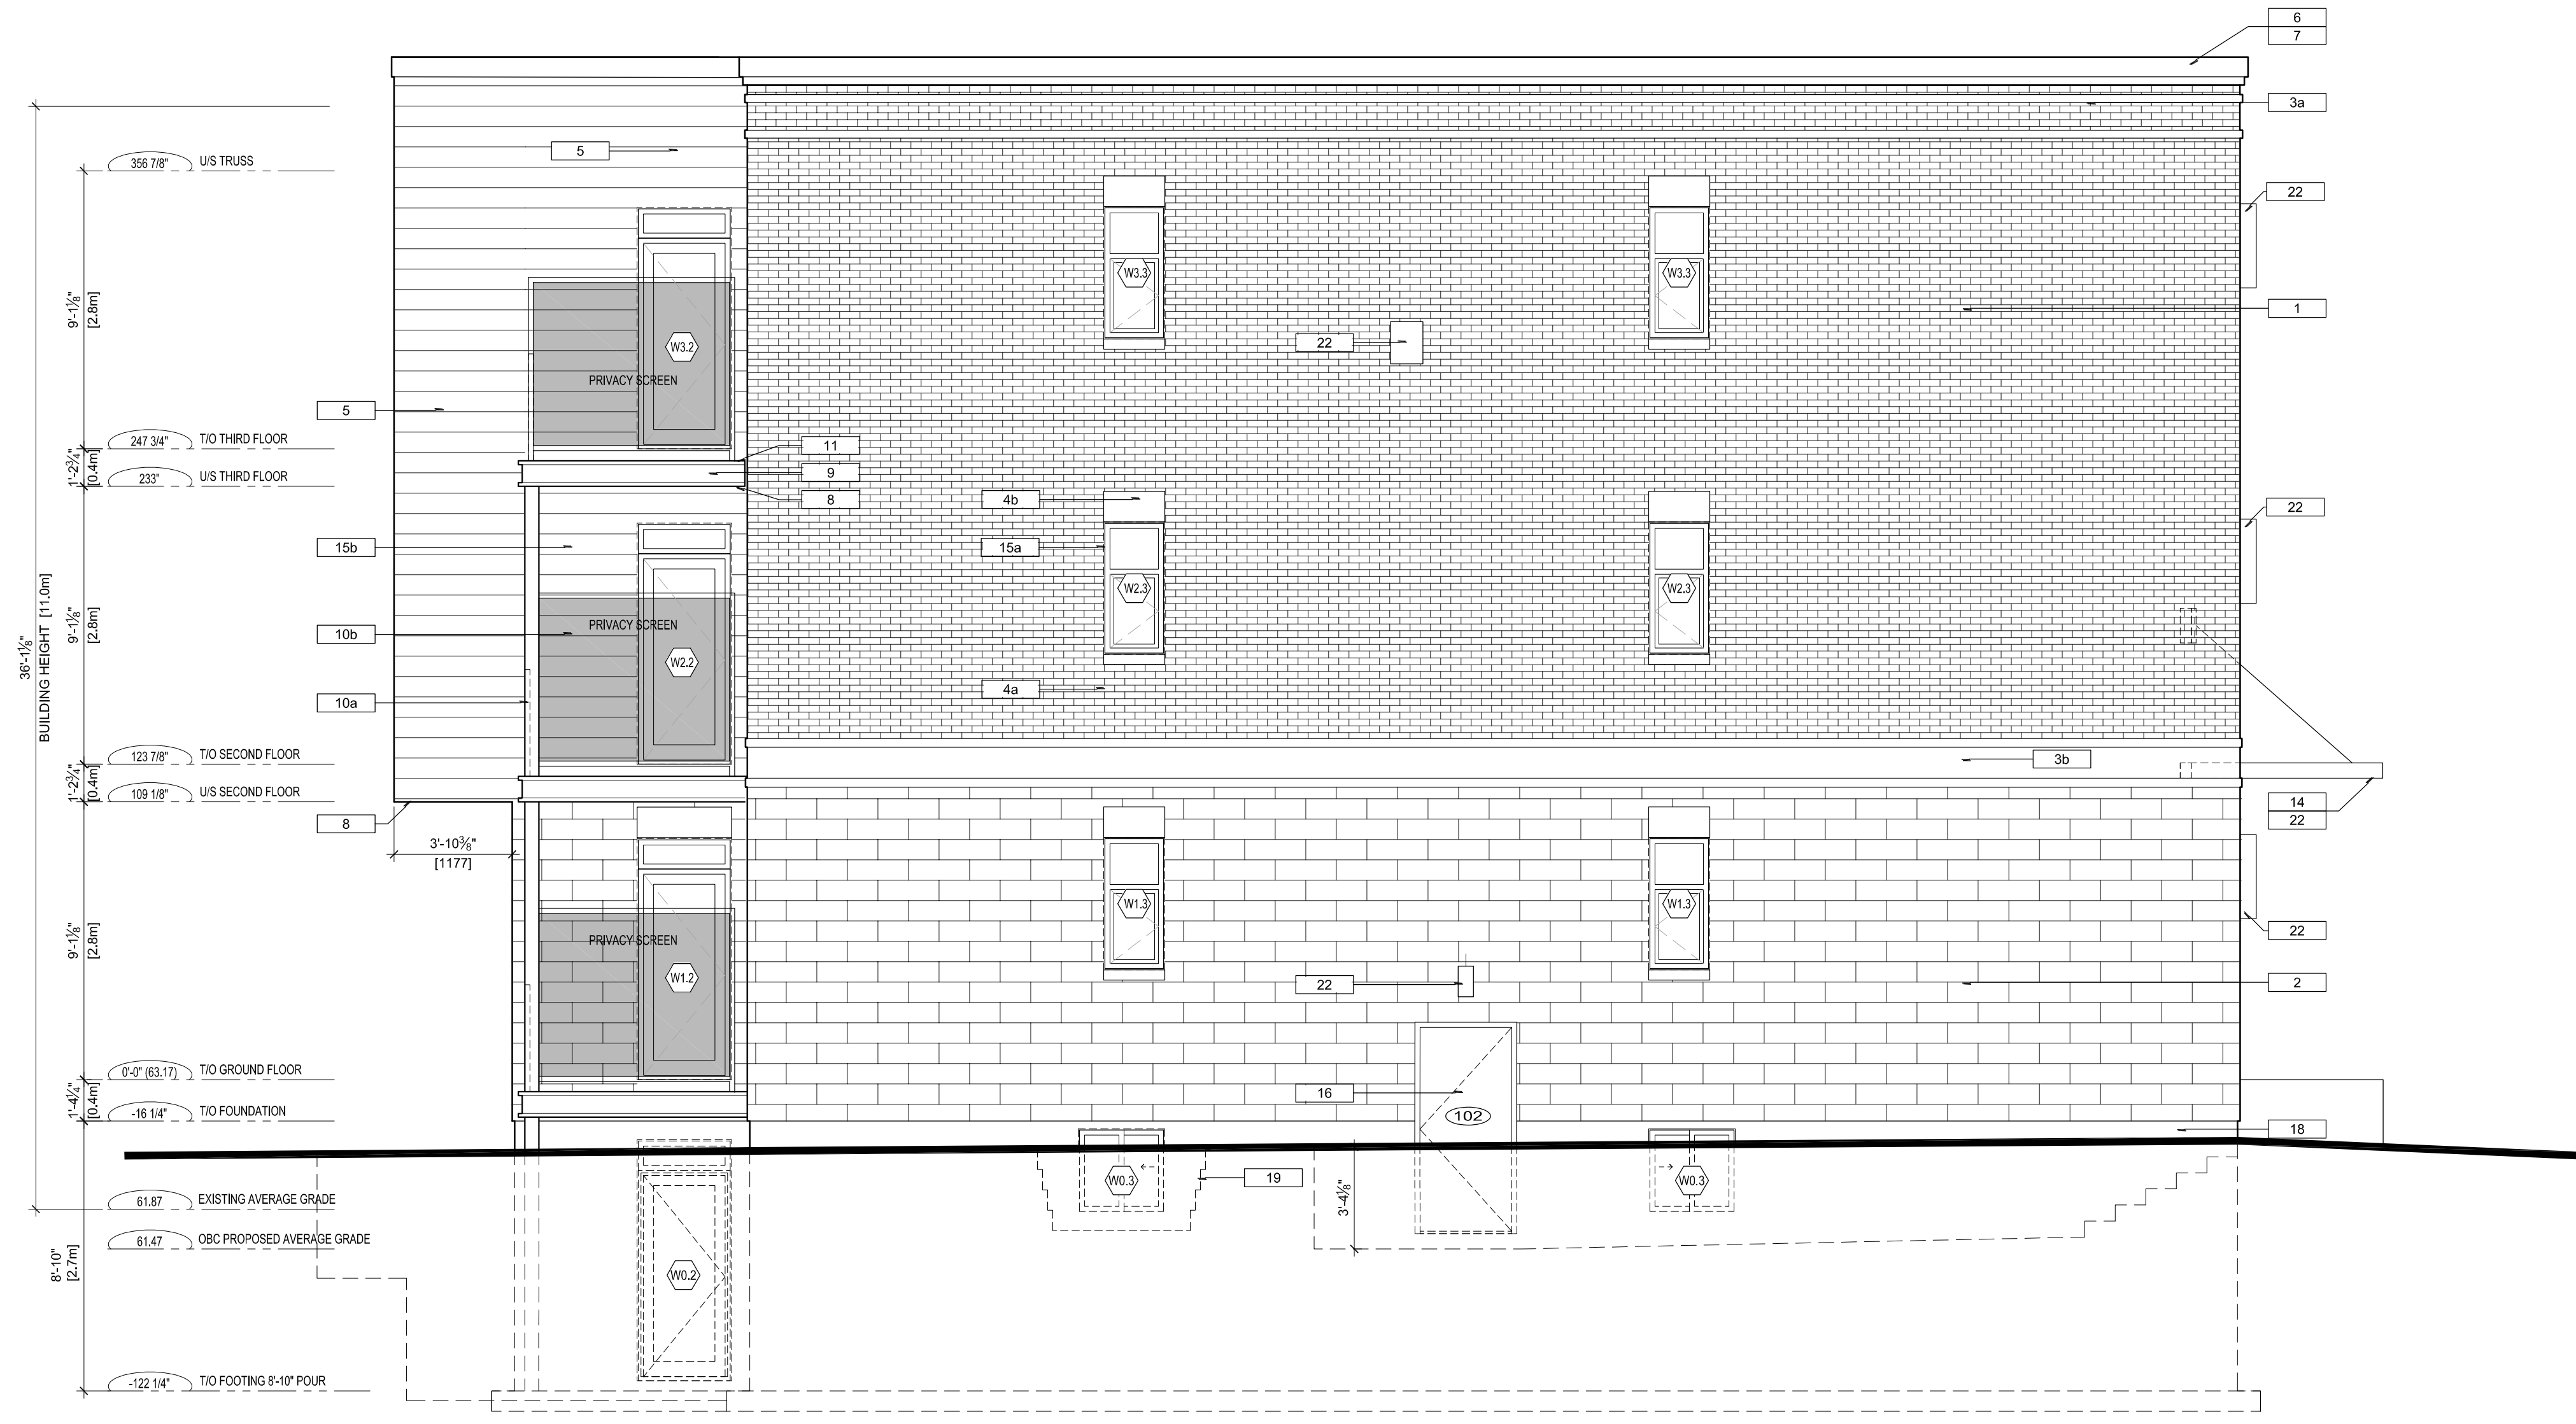 6
7
3a
5
356 7/8" U/S TRUSS
22
W3.3
W3.3
9'-1⅛"
[2.8m]
1
22
W3.2
PRIVACY SCREEN
5
247 3/4" T/O THIRD FLOOR
11
1'-2¾"
[0.4m]
9
233" U/S THIRD FLOOR
8
4b
22
15b
15a
W2.3
W2.3
9'-1⅛"
[2.8m]
36'-1⅛"
BUILDING HEIGHT [11.0m]
PRIVACY SCREEN
10b
W2.2
4a
10a
123 7/8" T/O SECOND FLOOR
3b
1'-2¾"
[0.4m]
109 1/8" U/S SECOND FLOOR
14
22
8
3'-10⅜"
[1177]
W1.3
W1.3
22
9'-1⅛"
[2.8m]
PRIVACY SCREEN
W1.2
22
2
0'-0" (63.17) T/O GROUND FLOOR
16
1'-4¼"
[0.4m]
-16 1/4" T/O FOUNDATION
102
18
W0.3
19
W0.3
3'-4⅛"
61.87 EXISTING AVERAGE GRADE
61.47 OBC PROPOSED AVERAGE GRADE
8'-10"
[2.7m]
W0.2
-122 1/4" T/O FOOTING 8'-10" POUR